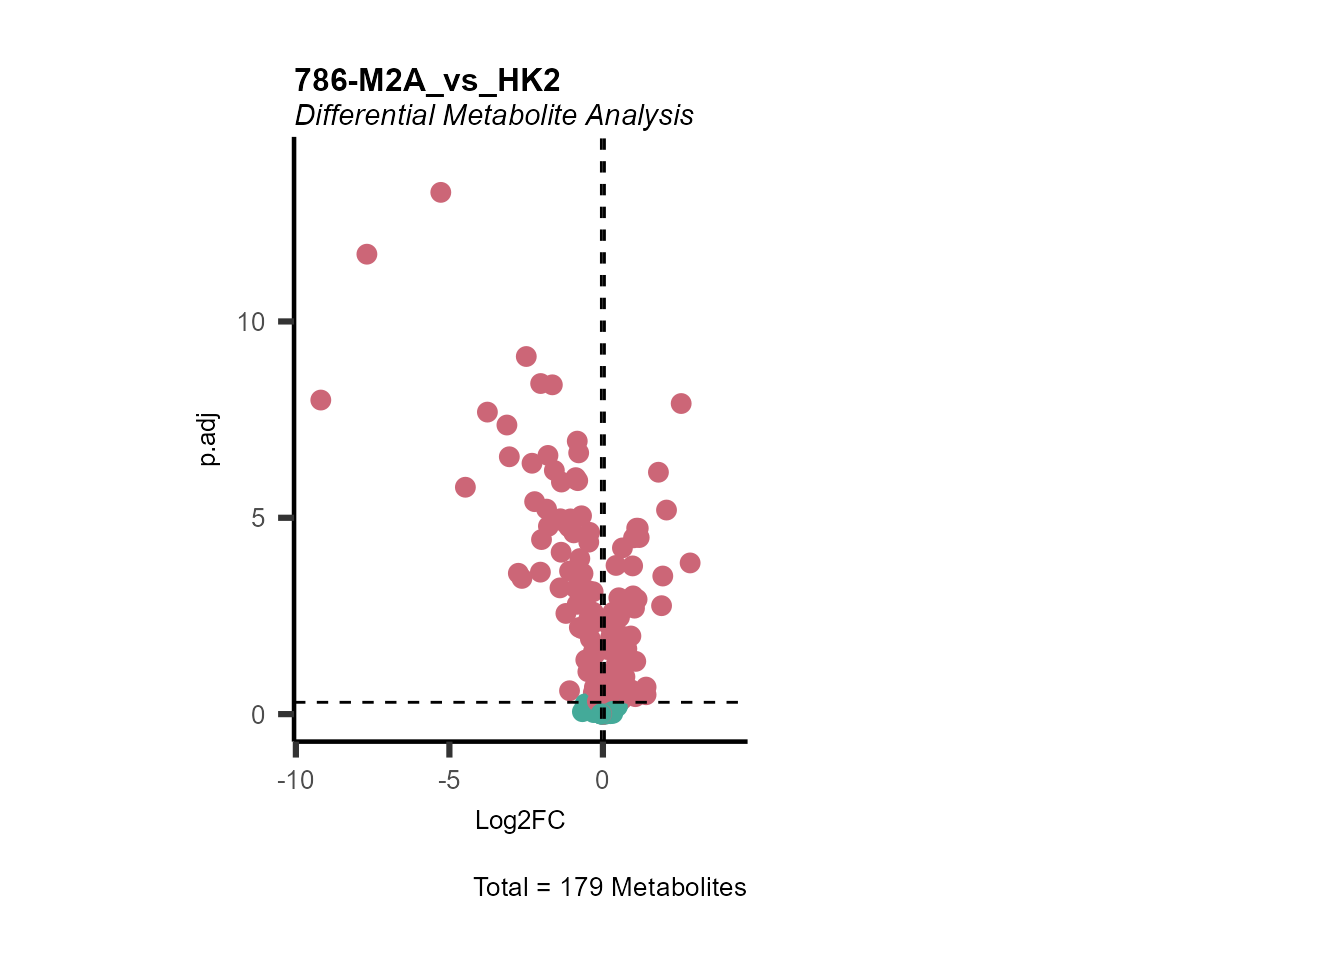 786-M2A_vs_HK2
Differential Metabolite Analysis
10
5
0
p.adj
-10
-5
0
Log2FC
Total = 179 Metabolites